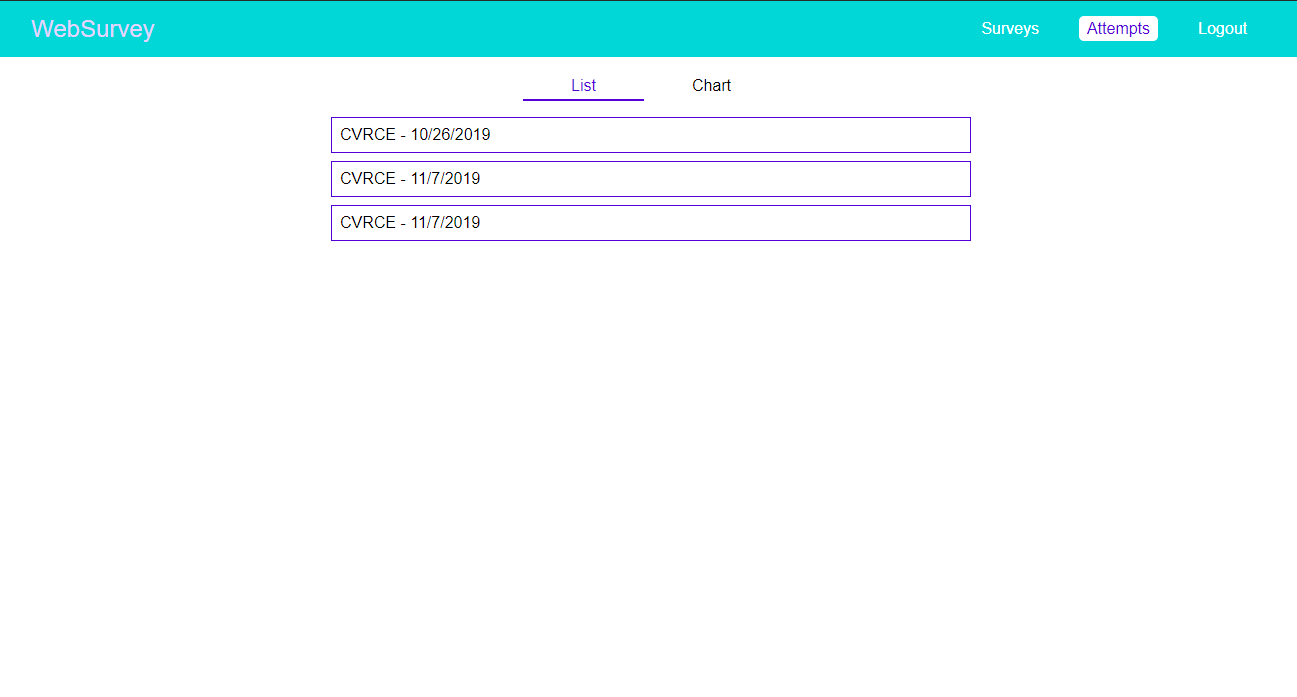 WebSurvey
Surveys
Attempts
Logout
List
Chart
CVRCE - 10/26/2019
CVRCE - 11/7/2019
CVRCE - 11/7/2019